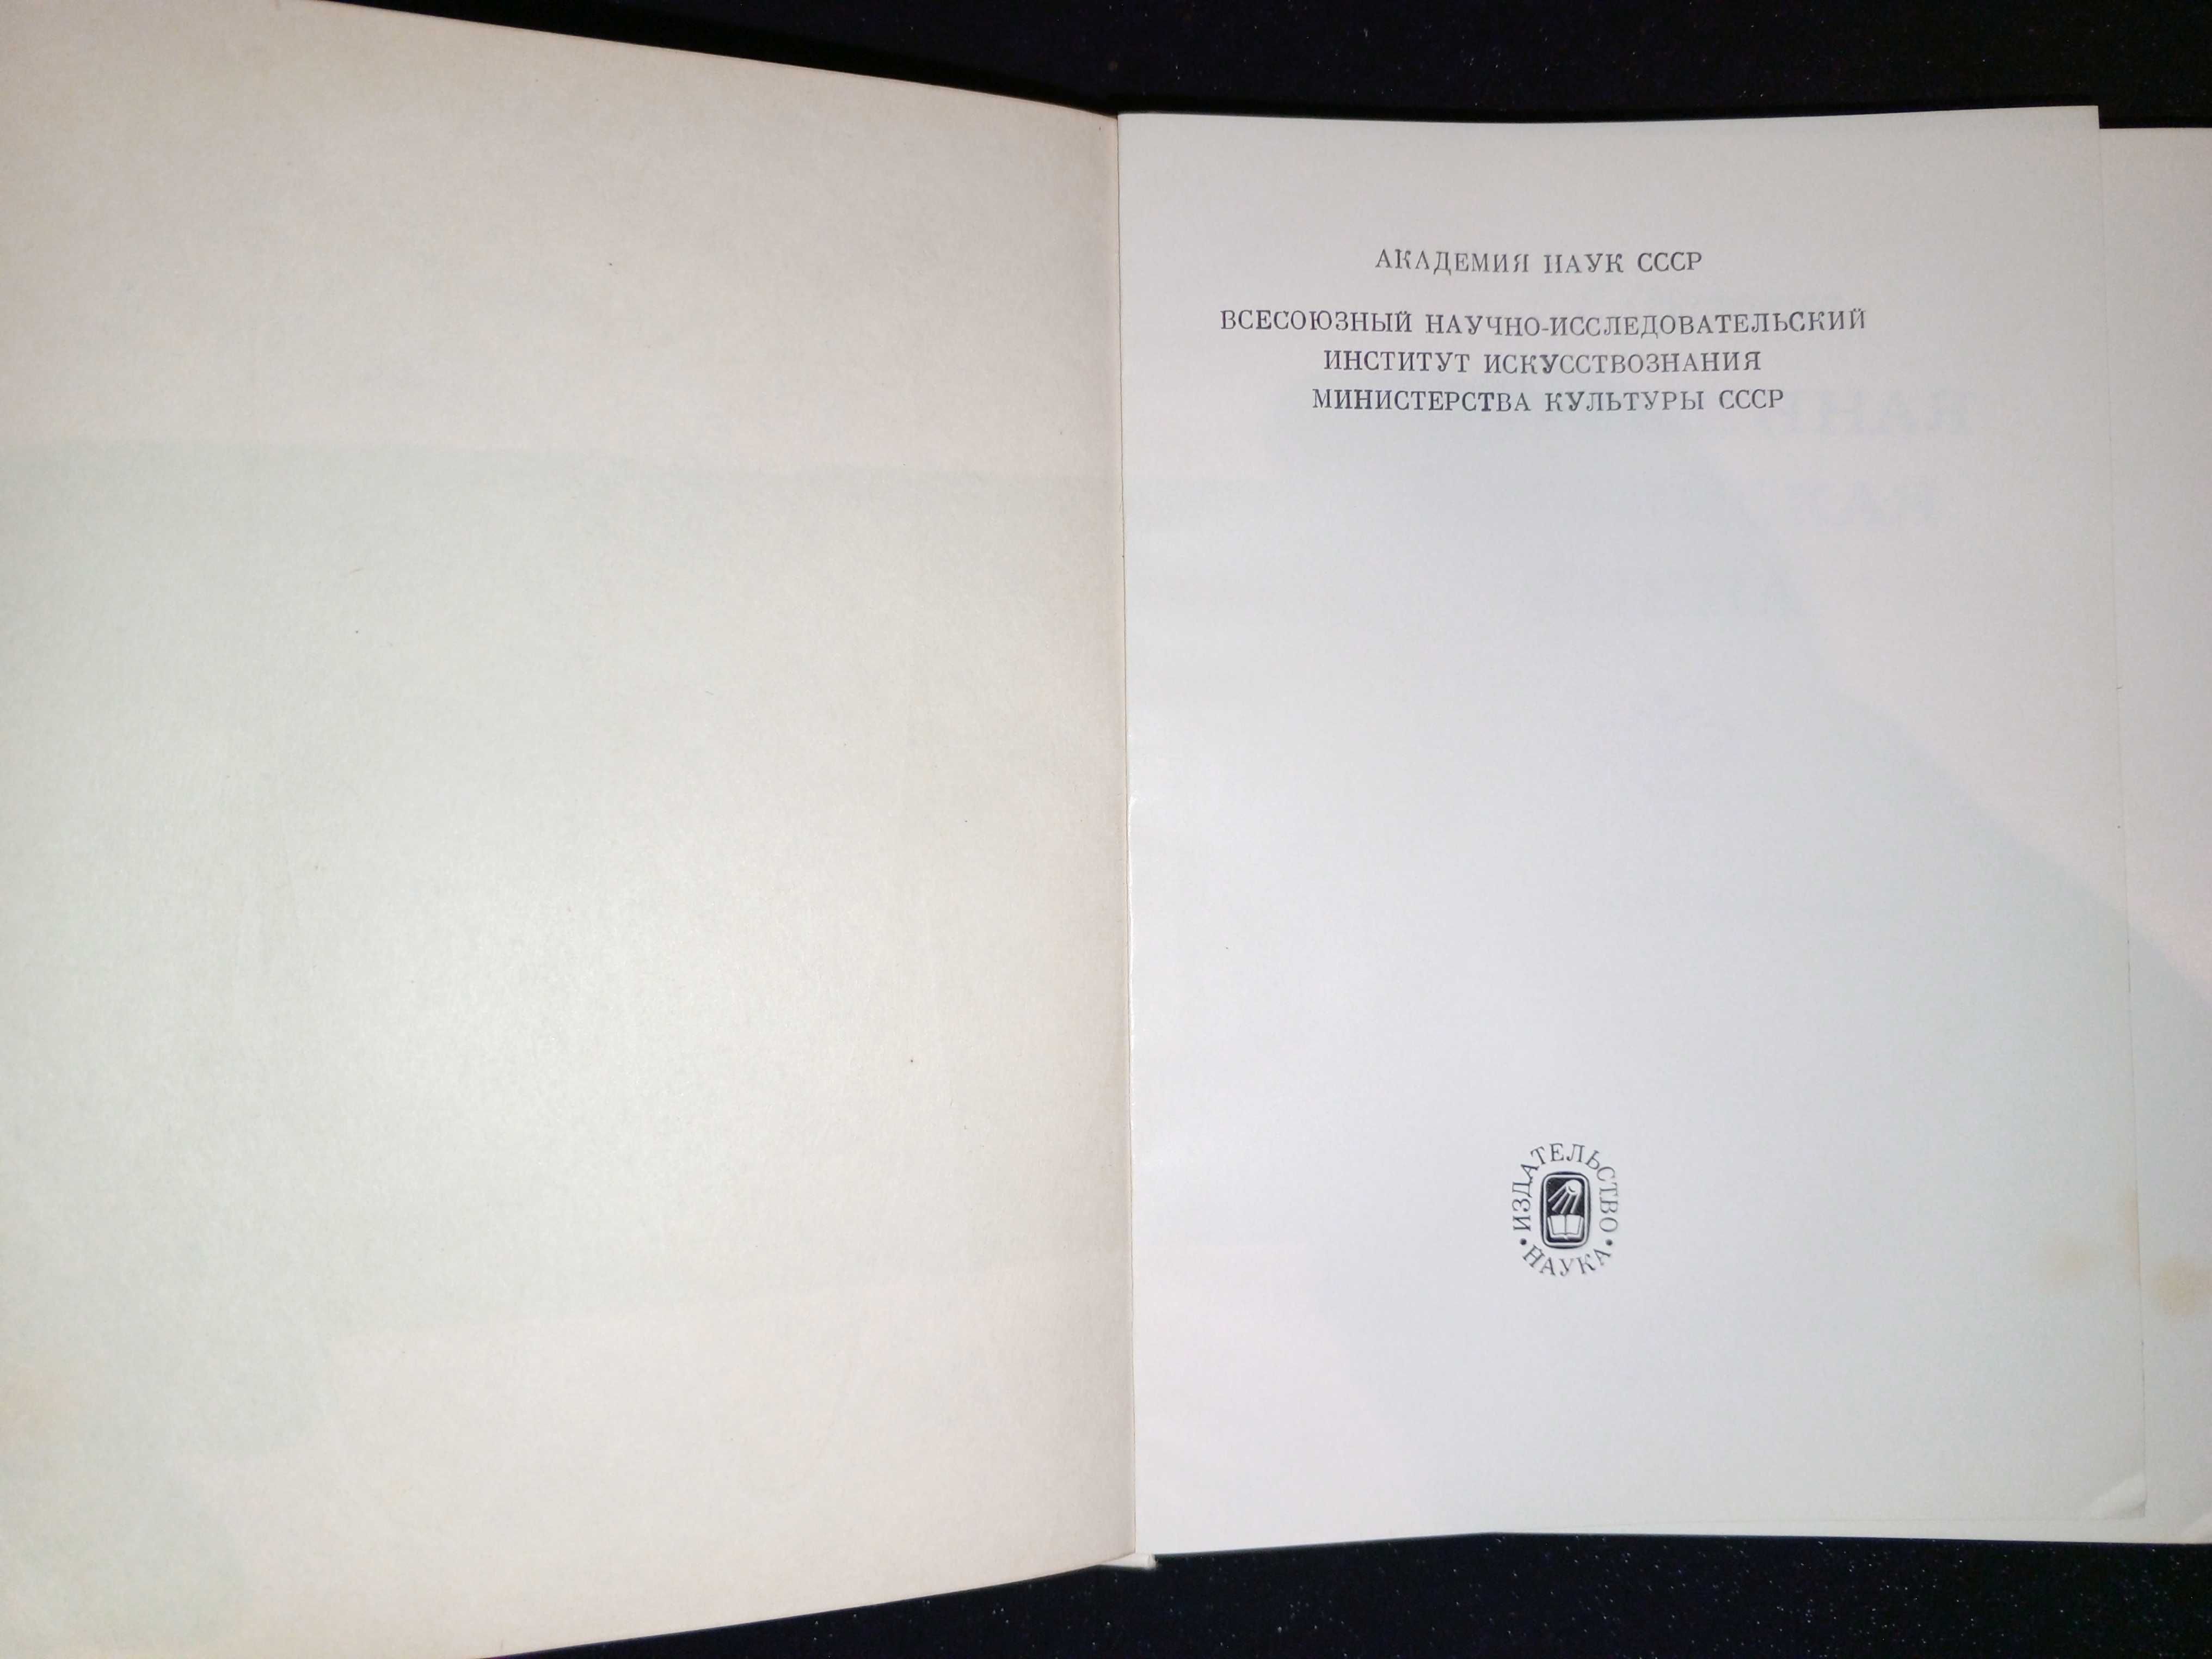 АКАДЕМИЯ НАУК СССР
ВСЕСОЮЗНЫЙ НАУЧНО-ИССЛЕДОВАТЕЛЬСКИЙ
ИНСТИТУТ ИСКУССТВОЗНАНИЯ
МИНИСТЕРСТВА КУЛЬТУРЫ СССР
ИЗДАТЕЛЬСТВО
• НАУКА •